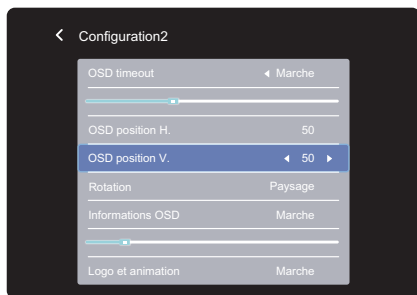 Configuration2
OSD timeout Marche
OSD position H. 50
OSD position V. 50
Rotation Paysage
Informations OSD Marche
Logo et animation Marche